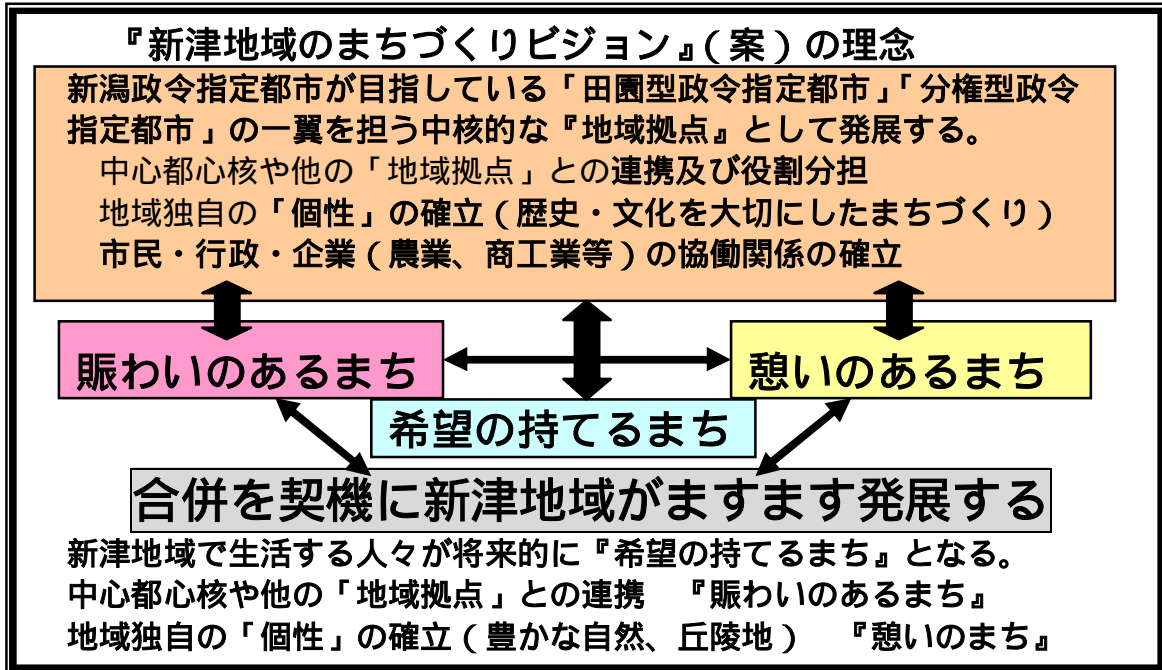 『新津地域のまちづくりビジョン』(案)の理念
新潟政令指定都市が目指している「田園型政令指定都市」「分権型政令
指定都市」の一翼を担う中核的な『地域拠点』として発展する。
中心都心核や他の「地域拠点」との連携及び役割分担
地域独自の「個性」の確立(歴史・文化を大切にしたまちづくり)
市民・行政・企業(農業、商工業等)の協働関係の確立
賑わいのあるまち
憩いのあるまち
希望の持てるまち
合併を契機に新津地域がますます発展する
新津地域で生活する人々が将来的に『希望の持てるまち』となる。
中心都心核や他の「地域拠点」との連携 『賑わいのあるまち』
地域独自の「個性」の確立(豊かな自然、丘陵地) 『憩いのまち』